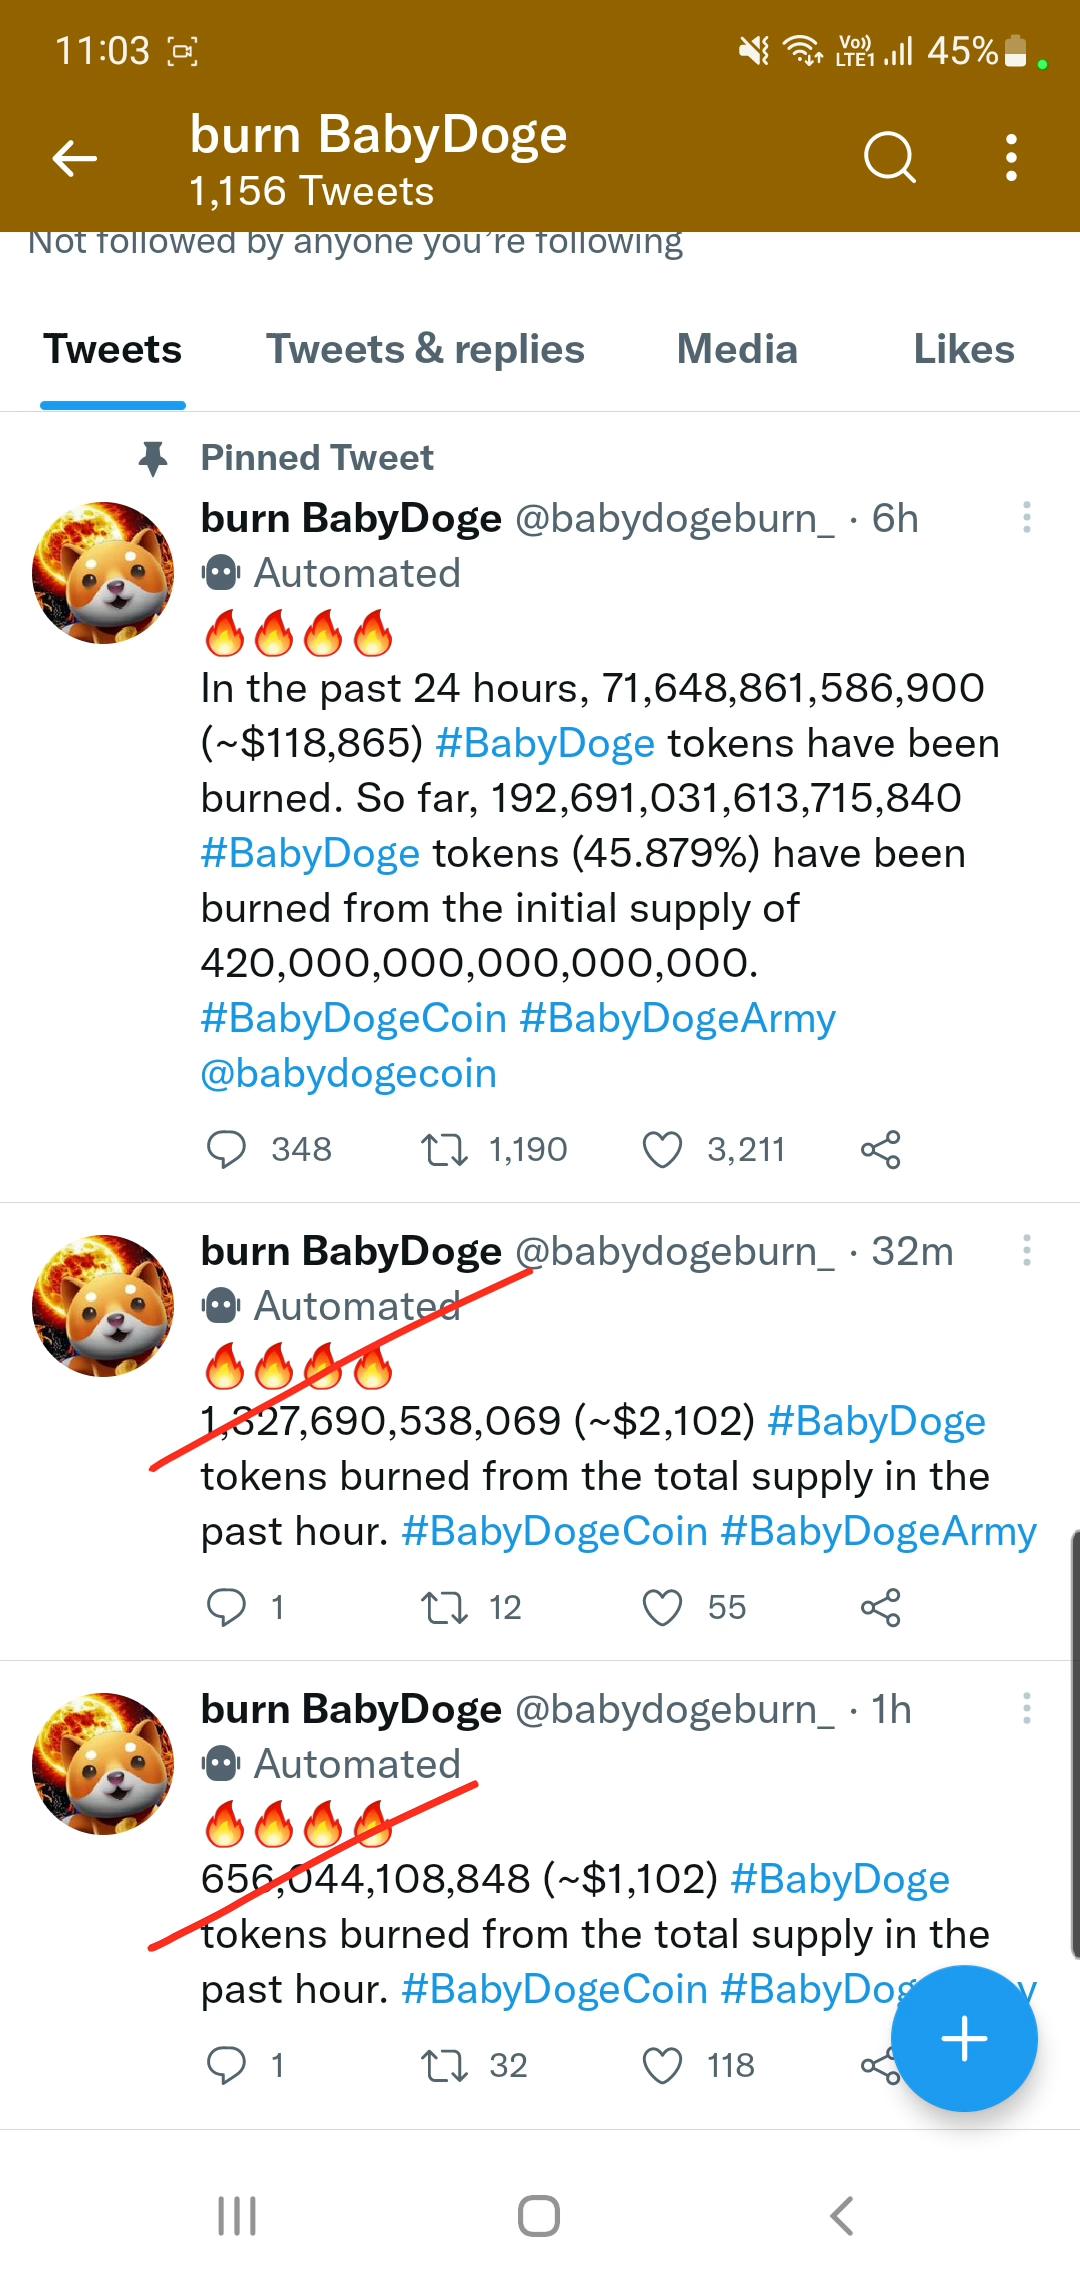 11:03 Vo)) LTE1 45%
burn BabyDoge
1,156 Tweets
Not followed by anyone you're following
Tweets Tweets & replies Media Likes
Pinned Tweet
burn BabyDoge @babydogeburn_ · 6h
Automated
🔥🔥🔥🔥
In the past 24 hours, 71,648,861,586,900
(~$118,865) #BabyDoge tokens have been
burned. So far, 192,691,031,613,715,840
#BabyDoge tokens (45.879%) have been
burned from the initial supply of
420,000,000,000,000,000.
#BabyDogeCoin #BabyDogeArmy
@babydogecoin
348 1,190 3,211
burn BabyDoge @babydogeburn_ · 32m
Automated
🔥🔥🔥🔥
1,327,690,538,069 (~$2,102) #BabyDoge
tokens burned from the total supply in the
past hour. #BabyDogeCoin #BabyDogeArmy
1 12 55
burn BabyDoge @babydogeburn_ · 1h
Automated
🔥🔥🔥🔥
656,044,108,848 (~$1,102) #BabyDoge
tokens burned from the total supply in the
past hour. #BabyDogeCoin
1 32 118